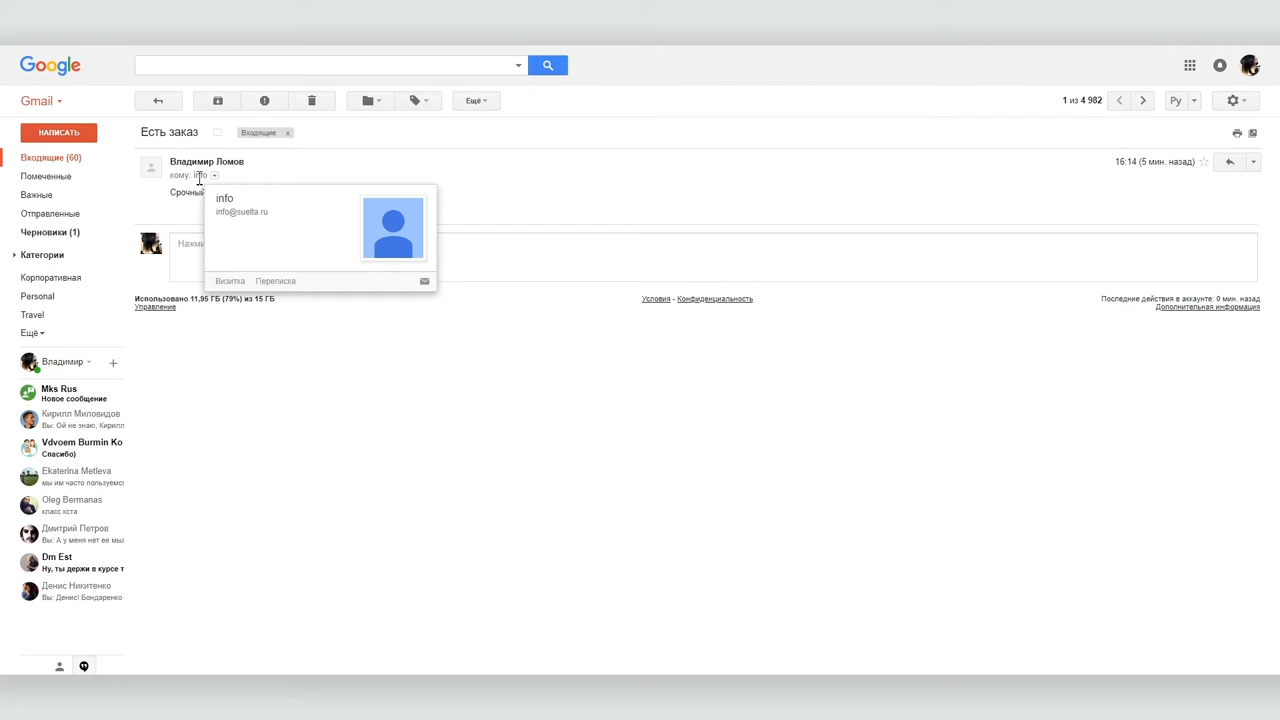 Google
Gmail
Ещё
1 из 4 982
Ру
НАПИСАТЬ
Есть заказ
Входящие x
Входящие (60)
Помеченные
Важные
Отправленные
Черновики (1)
Категории
Корпоративная
Personal
Travel
Ещё
Владимир Ломов
16:14 (5 мин. назад)
кому: info
Срочный
info
info@suelta.ru
Визитка Переписка
Нажми
Использовано 11,95 ГБ (79%) из 15 ГБ
Управление
Условия - Конфиденциальность
Последние действия в аккаунте: 0 мин. назад
Дополнительная информация
Владимир
Mks Rus
Новое сообщение
Кирилл Миловидов
Вы: Ой не знаю, Кирилл
Vdvoem Burmin Ko
Спасибо)
Ekaterina Metleva
мы им часто пользуемс
Oleg Bermanas
класс кста
Дмитрий Петров
Вы: А у меня нет ее мы
Dm Est
Ну, ты держи в курсе т
Денис Никитенко
Вы: Денис! Бондаренко